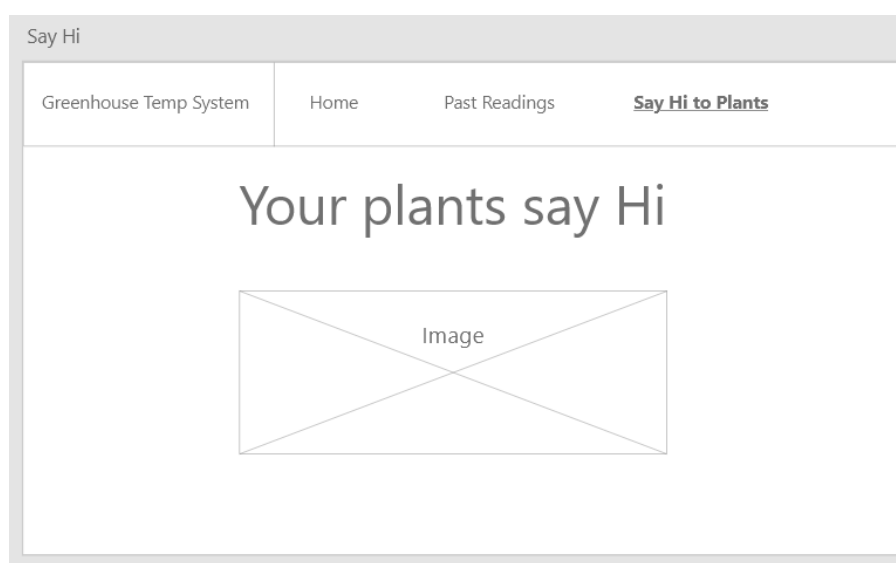 Say Hi
Greenhouse Temp System Home Past Readings Say Hi to Plants
Your plants say Hi
Image